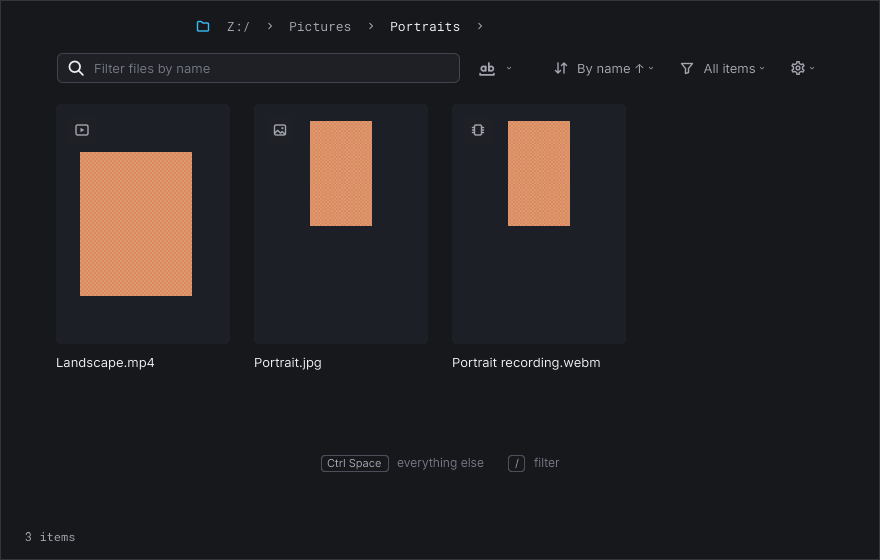 Z:/ Pictures Portraits
Filter files by name ab By name ↑ All items
Landscape.mp4 Portrait.jpg Portrait recording.webm
Ctrl Space everything else / filter
3 items